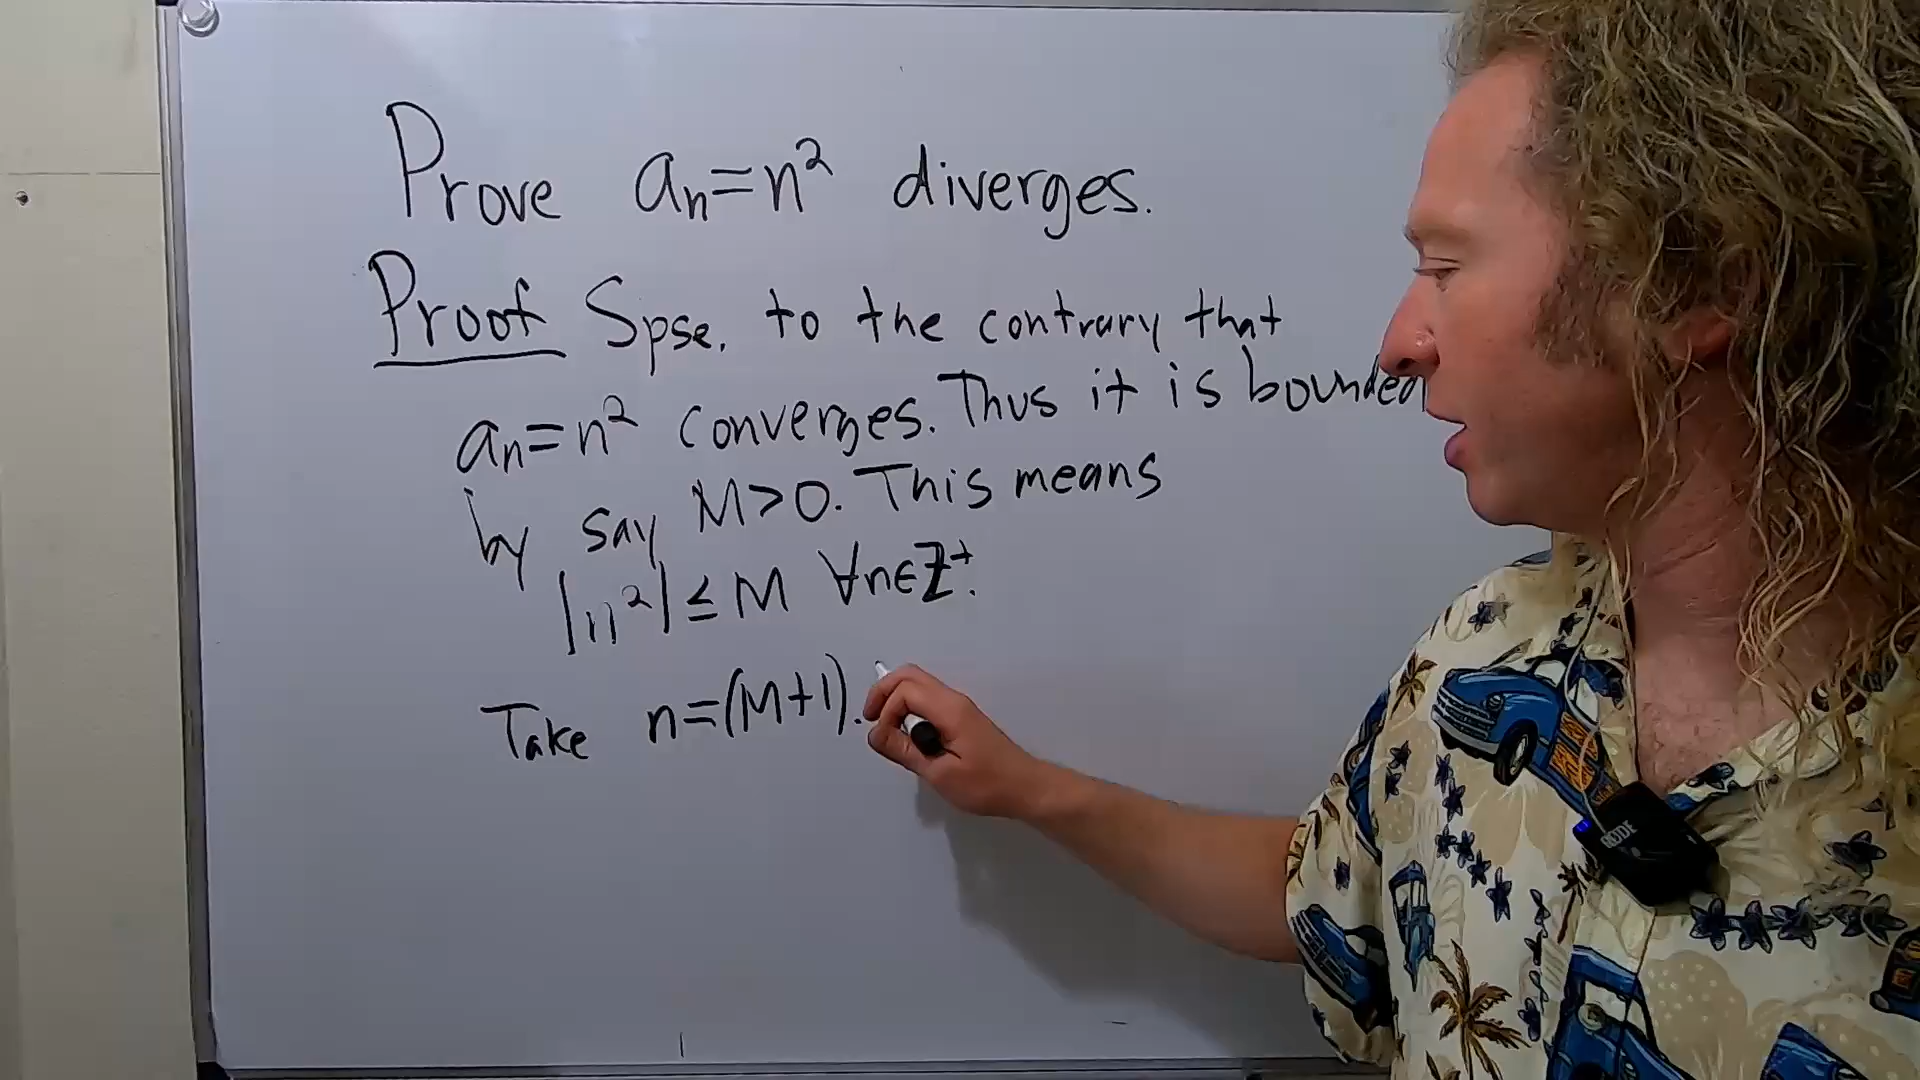 Prove aₙ=n² diverges.
Proof Spse. to the contrary that
aₙ=n² converges. Thus it is bounded
by say M>0. This means
|n²|≤M ∀n∈ℤ⁺.
Take n=(M+1).
RODE